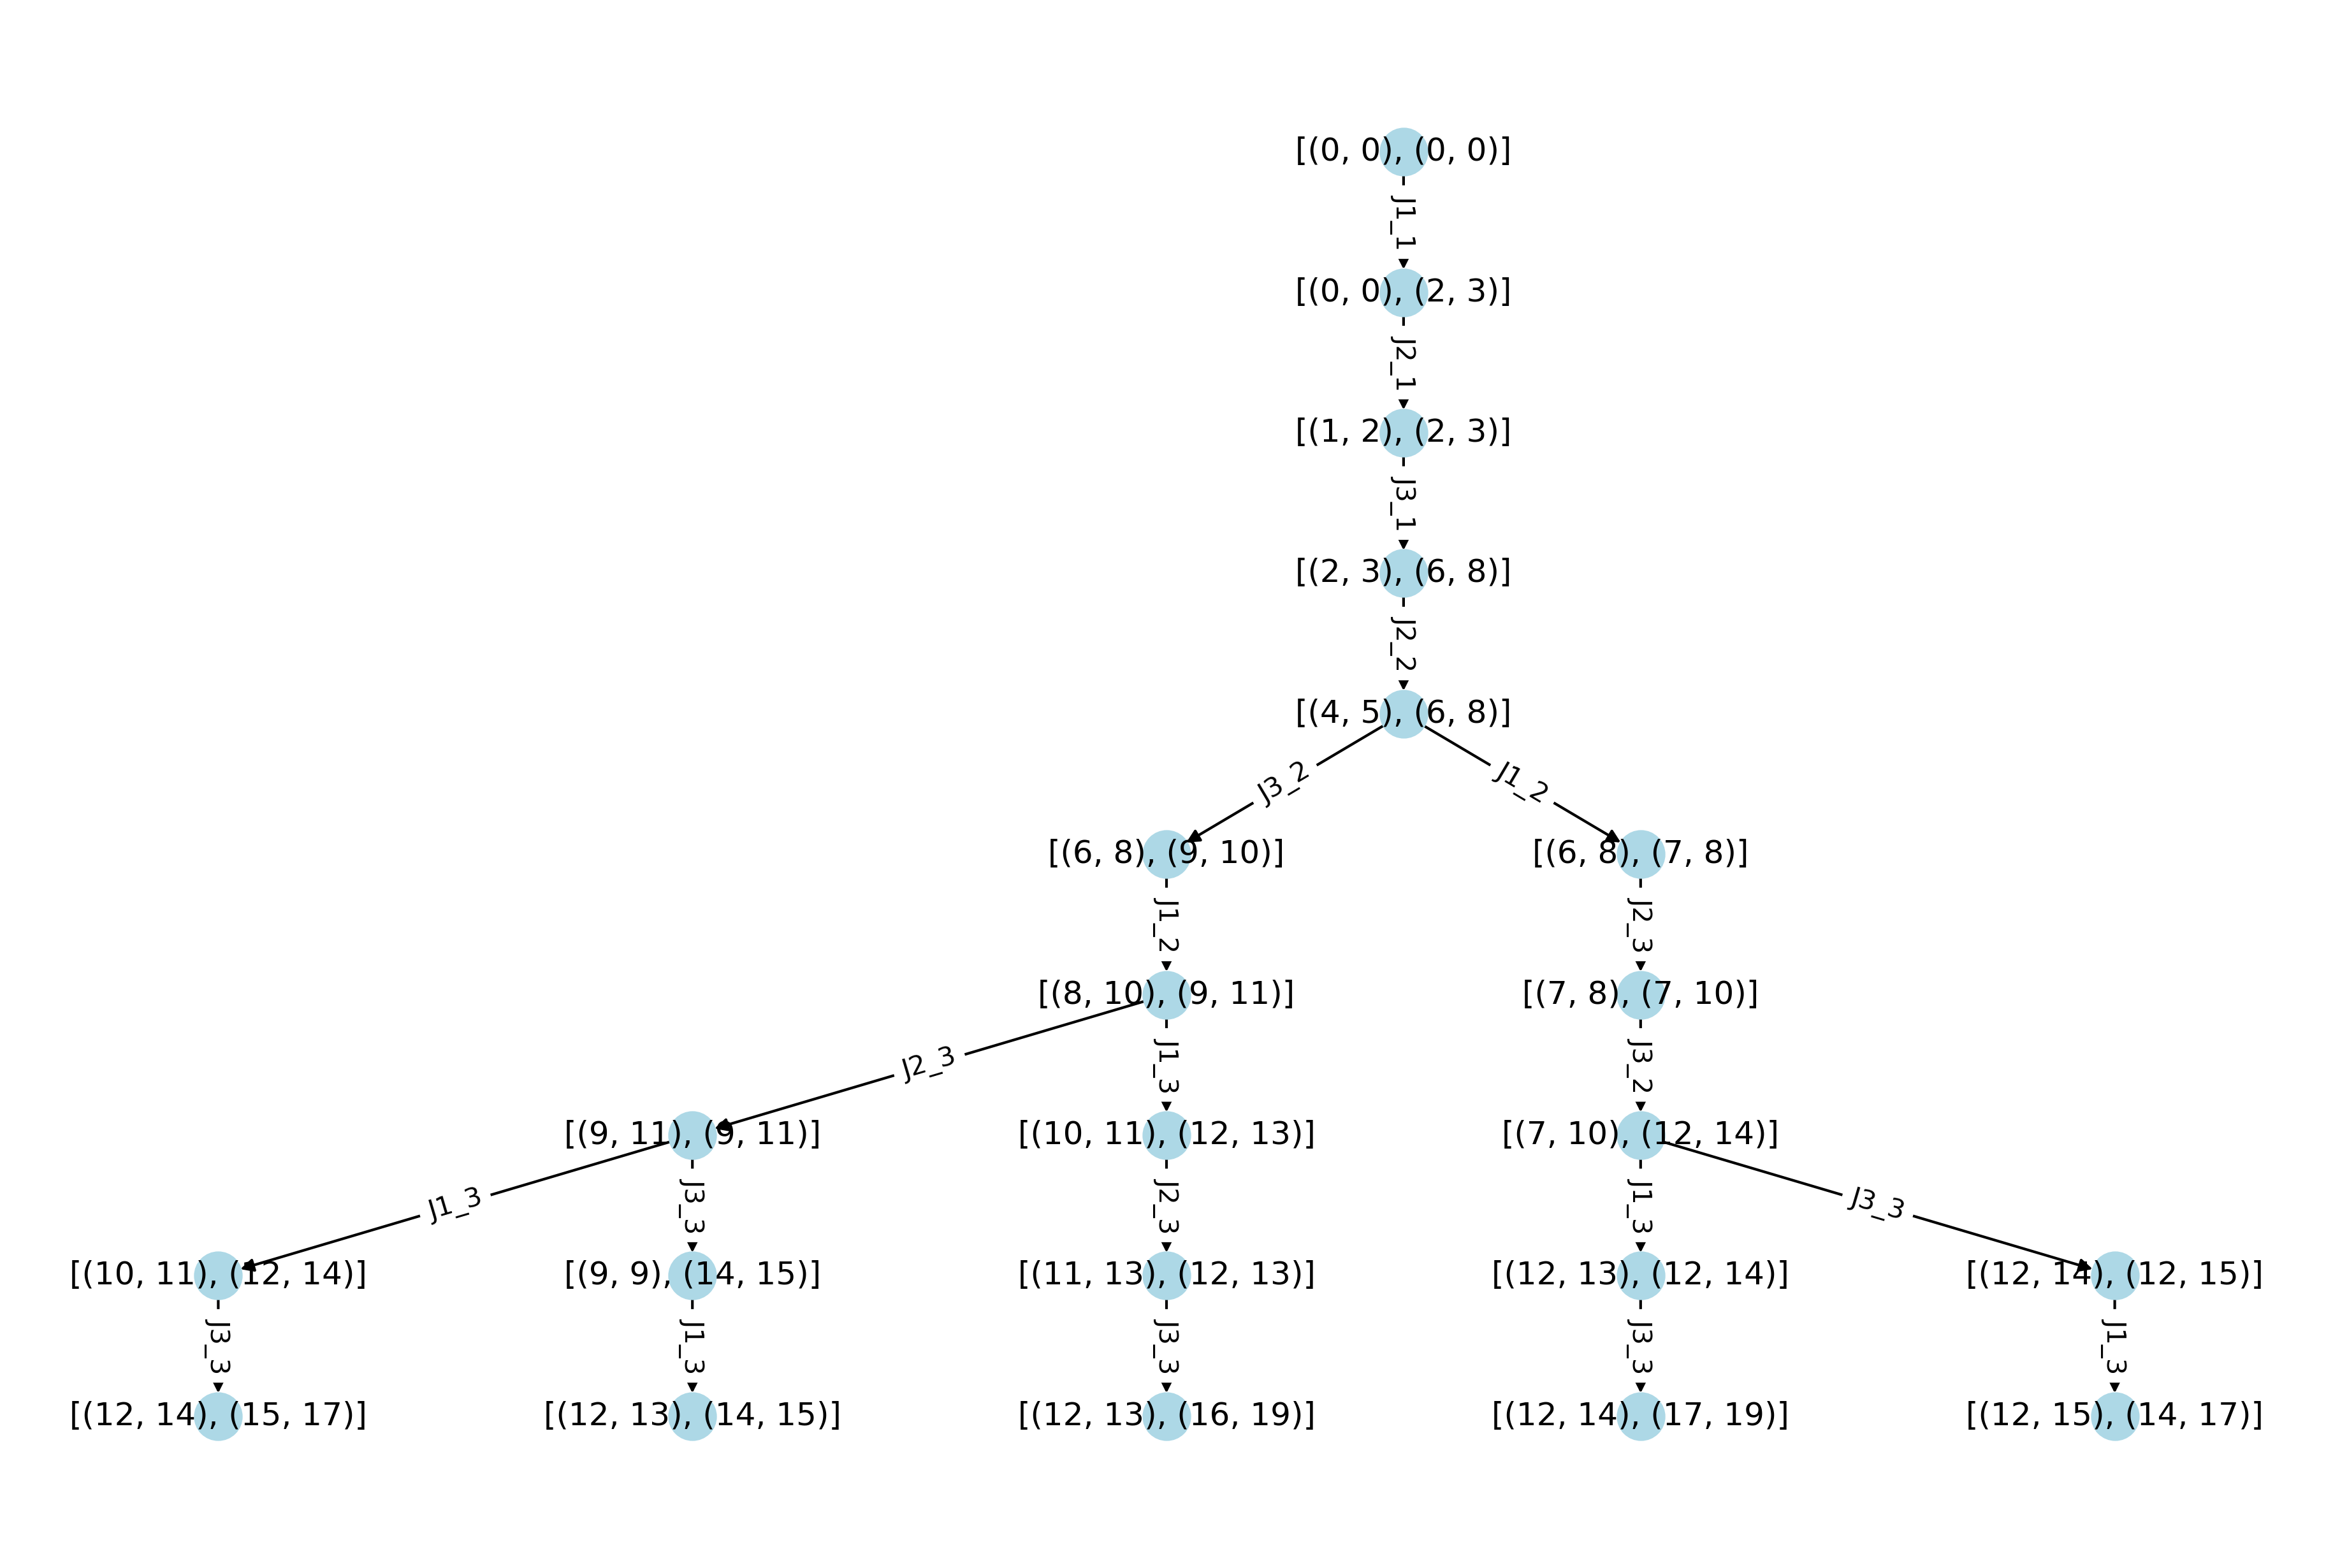 [(0, 0), (0, 0)]
J1_1
[(0, 0), (2, 3)]
J2_1
[(1, 2), (2, 3)]
J3_1
[(2, 3), (6, 8)]
J2_2
[(4, 5), (6, 8)]
J3_2
J1_2
[(6, 8), (9, 10)]
[(6, 8), (7, 8)]
J1_2
J2_3
[(8, 10), (9, 11)]
[(7, 8), (7, 10)]
J2_3
J1_3
J3_2
[(9, 11), (9, 11)]
[(10, 11), (12, 13)]
[(7, 10), (12, 14)]
J1_3
J3_3
J2_3
J1_3
J3_3
[(10, 11), (12, 14)]
[(9, 9), (14, 15)]
[(11, 13), (12, 13)]
[(12, 13), (12, 14)]
[(12, 14), (12, 15)]
J3_3
J1_3
J3_3
J3_3
J1_3
[(12, 14), (15, 17)]
[(12, 13), (14, 15)]
[(12, 13), (16, 19)]
[(12, 14), (17, 19)]
[(12, 15), (14, 17)]